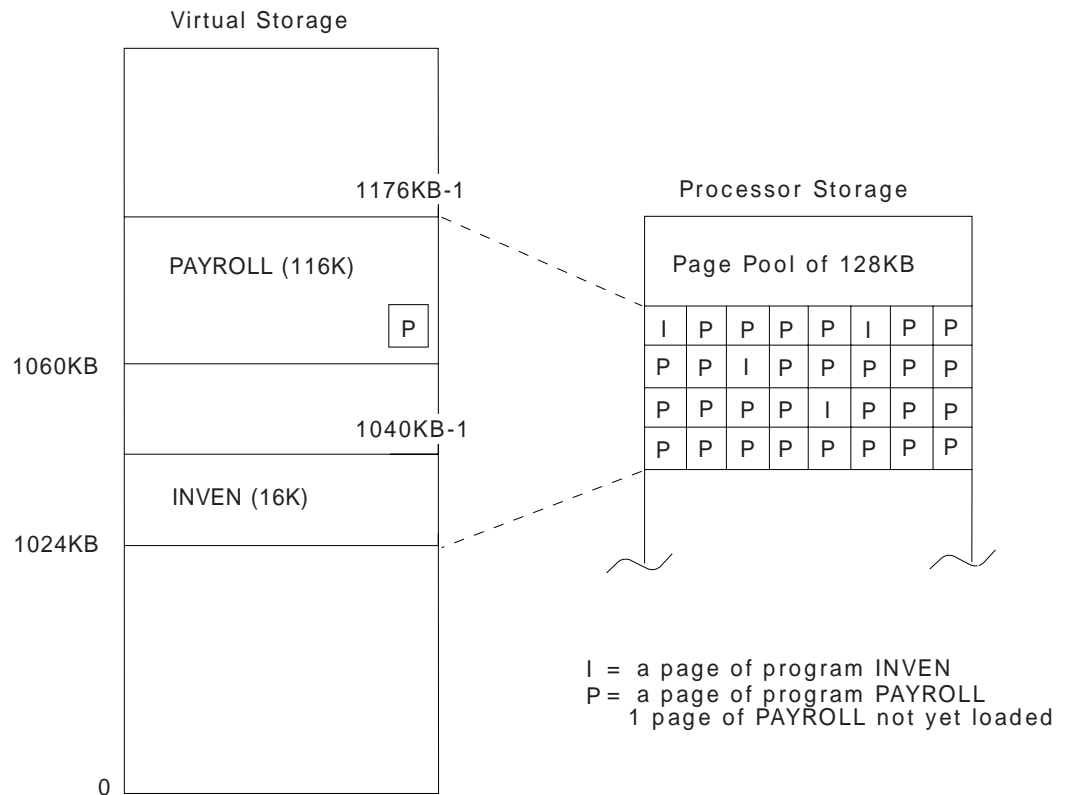 Virtual Storage
1176KB-1
Processor Storage
PAYROLL (116K)
Page Pool of 128KB
P
I P P P P I P P
P P I P P P P P
P P P P I P P P
P P P P P P P P
1060KB
1040KB-1
INVEN (16K)
1024KB
I = a page of program INVEN
P = a page of program PAYROLL
1 page of PAYROLL not yet loaded
0